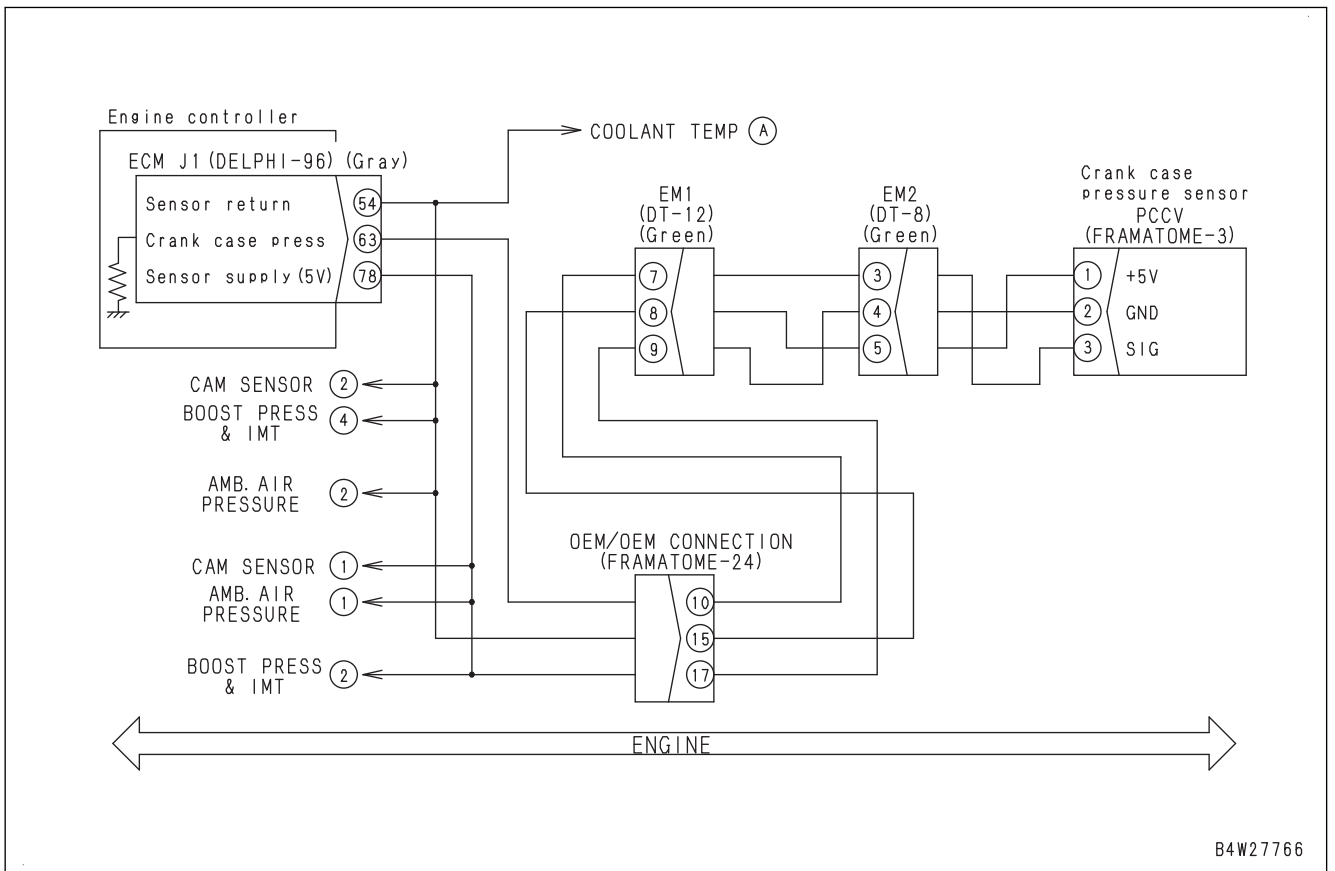 Engine controller
ECM J1(DELPHI-96)(Gray)
Sensor return
54
Crank case press
63
Sensor supply(5V)
78
COOLANT TEMP A
EM1
(DT-12)
(Green)
7
8
9
EM2
(DT-8)
(Green)
3
4
5
Crank case
pressure sensor
PCCV
(FRAMATOME-3)
1 +5V
2 GND
3 SIG
CAM SENSOR 2
BOOST PRESS
& IMT
4
AMB. AIR
PRESSURE
2
CAM SENSOR 1
AMB. AIR
PRESSURE
1
BOOST PRESS
& IMT
2
OEM/OEM CONNECTION
(FRAMATOME-24)
10
15
17
ENGINE
B4W27766